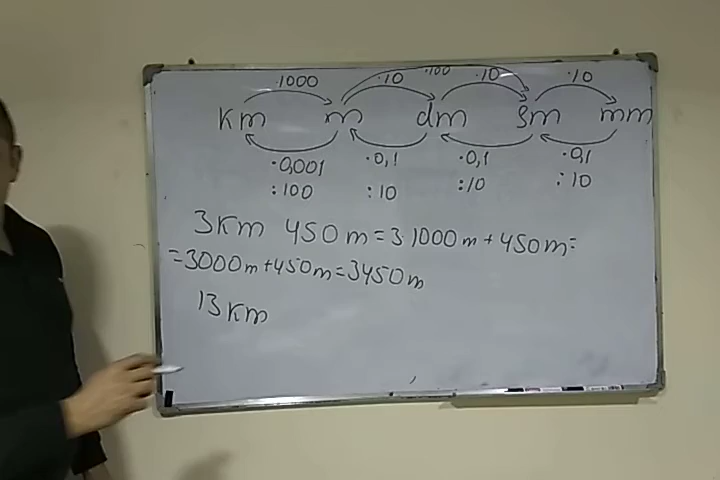 ·1000 ·10 ·100 ·10 ·10
km m dm sm mm
·0,001 ·0,1 ·0,1 ·0,1
:100 :10 :10 :10
3km 450m=3·1000m+450m=
=3000m+450m=3450m
13km